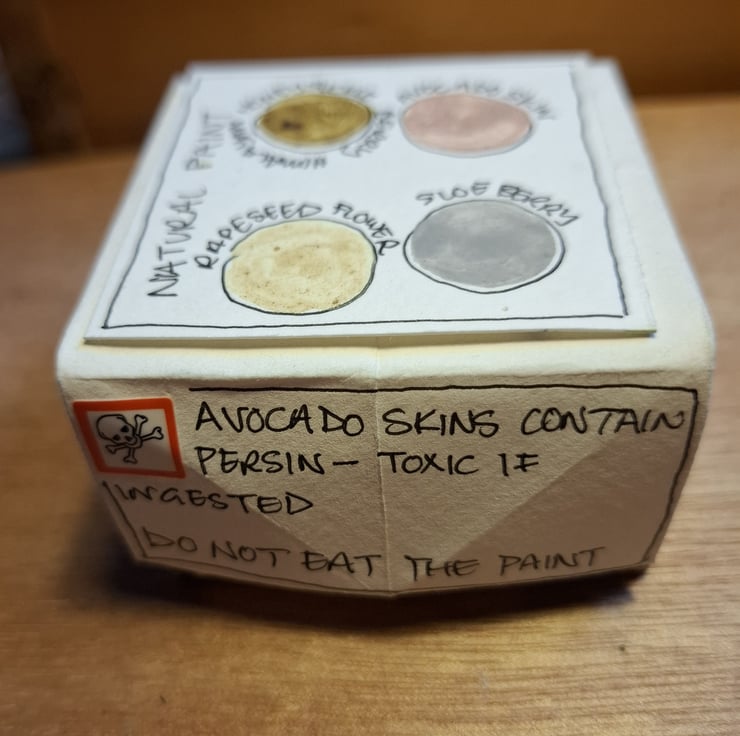 NATURAL PAINT
RAPESEED FLOWER
SLOE BERRY
AVOCADO SKINS CONTAIN
PERSIN – TOXIC IF
INGESTED
DO NOT EAT THE PAINT